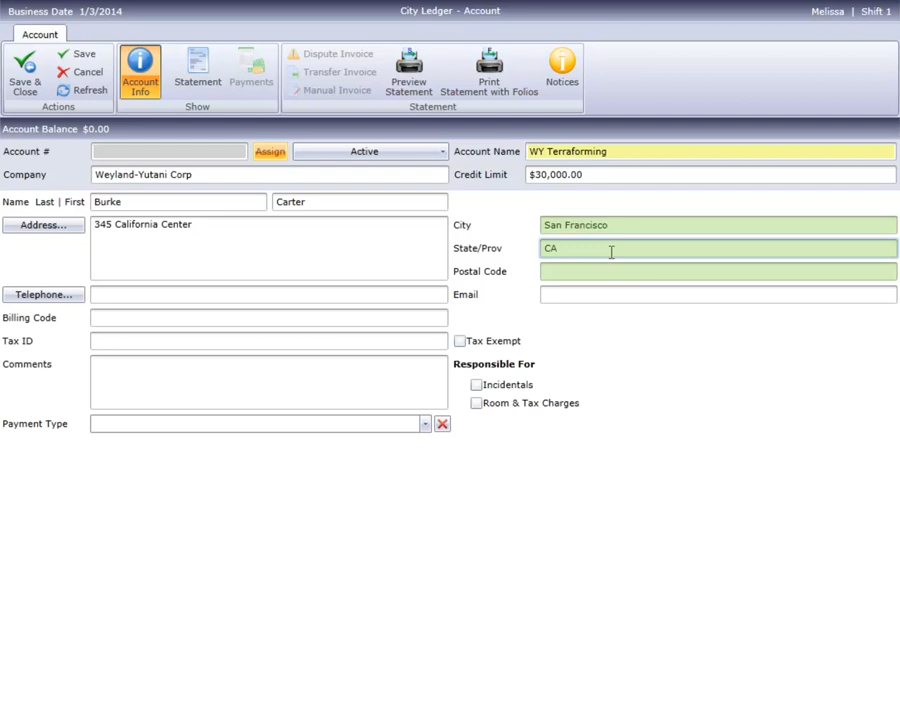 Business Date 1/3/2014 City Ledger - Account Melissa | Shift 1
Account
Save & Close Save Cancel Refresh Account Info Statement Payments Dispute Invoice Transfer Invoice Manual Invoice Preview Statement Print Statement with Folios Notices
Actions Show Statement
Account Balance $0.00
Account # Assign Active Account Name WY Terraforming
Company Weyland-Yutani Corp Credit Limit $30,000.00
Name Last | First Burke Carter
Address... 345 California Center City San Francisco
State/Prov CA
Postal Code
Telephone... Email
Billing Code
Tax ID Tax Exempt
Comments Responsible For
Incidentals
Room & Tax Charges
Payment Type